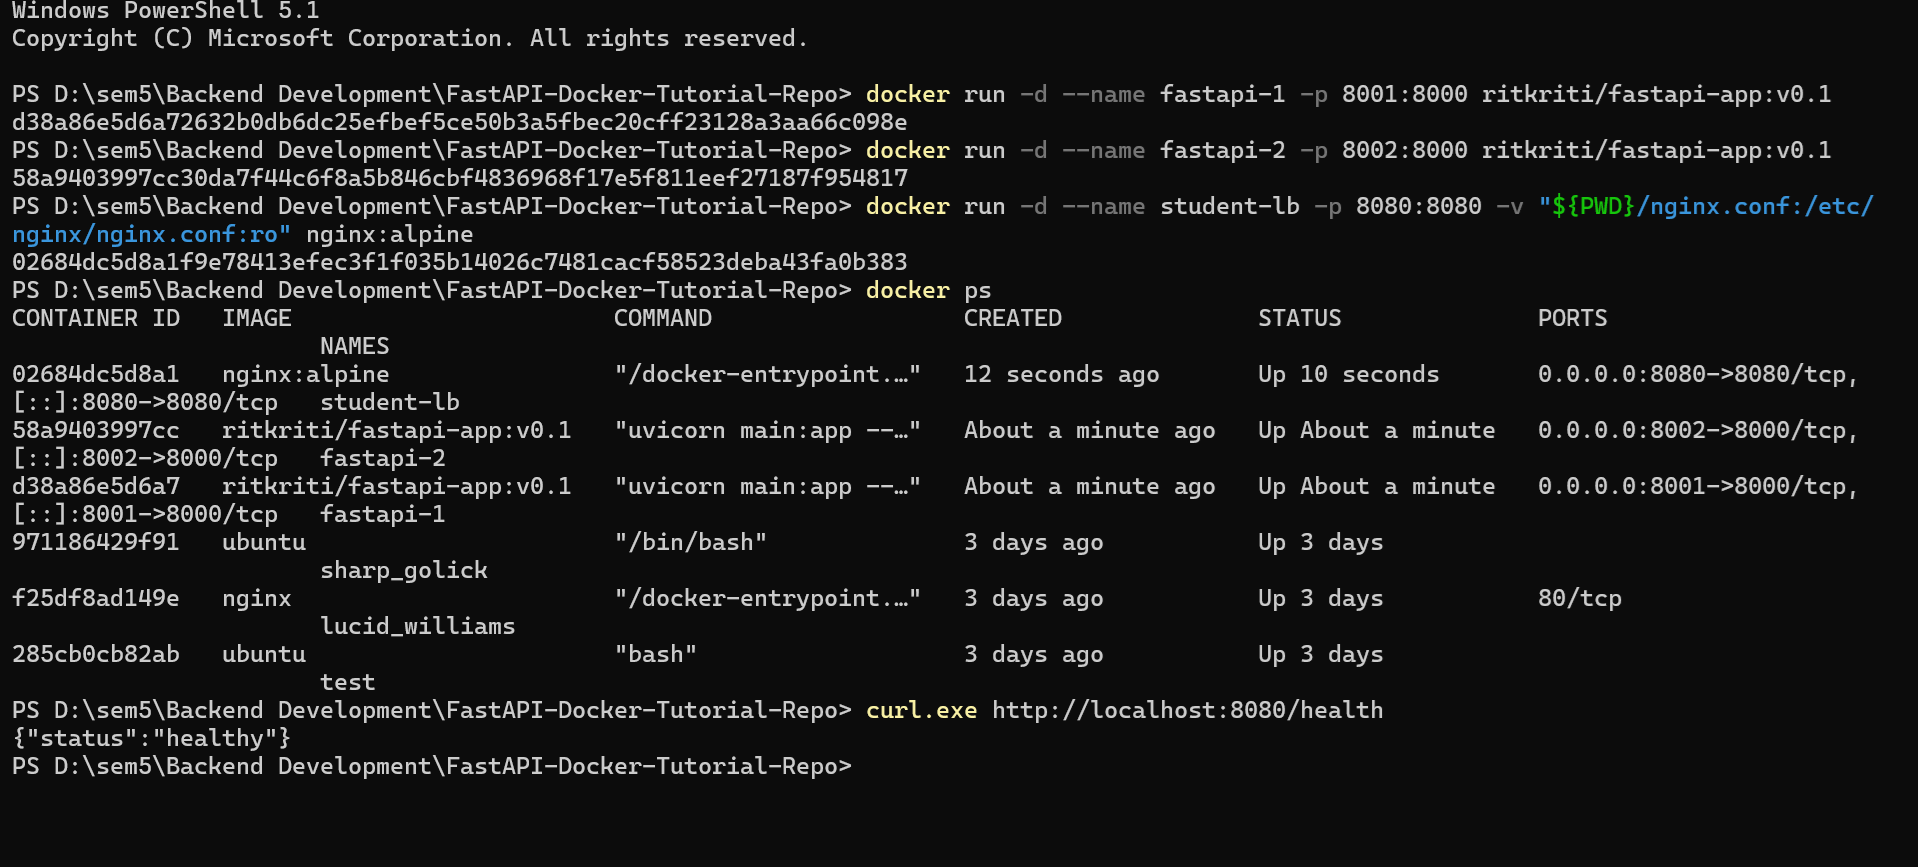 Windows PowerShell 5.1
Copyright (C) Microsoft Corporation. All rights reserved.
PS D:\sem5\Backend Development\FastAPI-Docker-Tutorial-Repo> docker run -d --name fastapi-1 -p 8001:8000 ritkriti/fastapi-app:v0.1
d38a86e5d6a72632b0db6dc25efbef5ce50b3a5fbec20cff23128a3aa66c098e
PS D:\sem5\Backend Development\FastAPI-Docker-Tutorial-Repo> docker run -d --name fastapi-2 -p 8002:8000 ritkriti/fastapi-app:v0.1
58a9403997cc30da7f44c6f8a5b846cbf4836968f17e5f811eef27187f954817
PS D:\sem5\Backend Development\FastAPI-Docker-Tutorial-Repo> docker run -d --name student-lb -p 8080:8080 -v "${PWD}/nginx.conf:/etc/
nginx/nginx.conf:ro" nginx:alpine
02684dc5d8a1f9e78413efec3f1f035b14026c7481cacf58523deba43fa0b383
PS D:\sem5\Backend Development\FastAPI-Docker-Tutorial-Repo> docker ps
CONTAINER ID   IMAGE                       COMMAND                  CREATED              STATUS              PORTS
                      NAMES
02684dc5d8a1   nginx:alpine                "/docker-entrypoint.…"   12 seconds ago       Up 10 seconds       0.0.0.0:8080->8080/tcp,
[::]:8080->8080/tcp   student-lb
58a9403997cc   ritkriti/fastapi-app:v0.1   "uvicorn main:app --…"   About a minute ago   Up About a minute   0.0.0.0:8002->8000/tcp,
[::]:8002->8000/tcp   fastapi-2
d38a86e5d6a7   ritkriti/fastapi-app:v0.1   "uvicorn main:app --…"   About a minute ago   Up About a minute   0.0.0.0:8001->8000/tcp,
[::]:8001->8000/tcp   fastapi-1
971186429f91   ubuntu                      "/bin/bash"              3 days ago           Up 3 days
                      sharp_golick
f25df8ad149e   nginx                       "/docker-entrypoint.…"   3 days ago           Up 3 days           80/tcp
                      lucid_williams
285cb0cb82ab   ubuntu                      "bash"                   3 days ago           Up 3 days
                      test
PS D:\sem5\Backend Development\FastAPI-Docker-Tutorial-Repo> curl.exe http://localhost:8080/health
{"status":"healthy"}
PS D:\sem5\Backend Development\FastAPI-Docker-Tutorial-Repo>